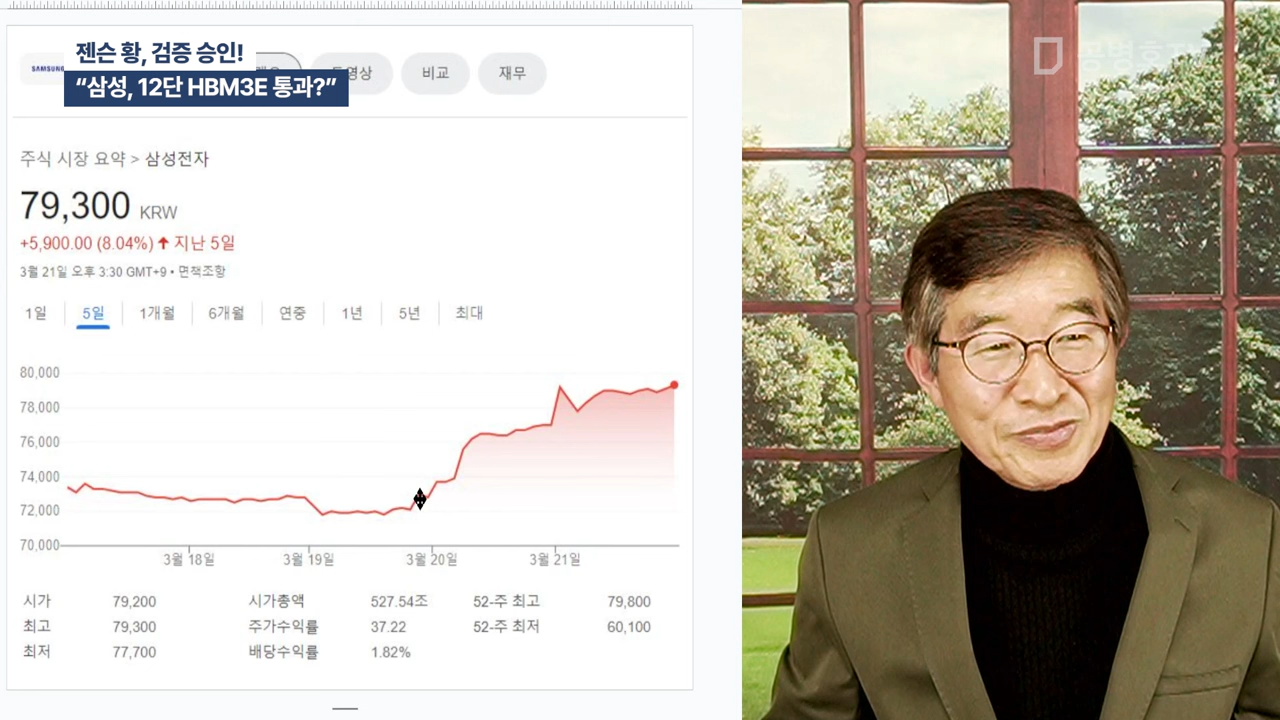 젠슨 황, 검증 승인!
SAMSUNG
비교
재무
“삼성, 12단 HBM3E 통과?”
공병호
주식 시장 요약 > 삼성전자
79,300 KRW
+5,900.00 (8.04%) ↑ 지난 5일
3월 21일 오후 3:30 GMT+9 • 면책조항
1일 5일 1개월 6개월 연중 1년 5년 최대
80,000
78,000
76,000
74,000
72,000
70,000
3월 18일 3월 19일 3월 20일 3월 21일
시가 79,200 시가총액 527.54조 52-주 최고 79,800
최고 79,300 주가수익률 37.22 52-주 최저 60,100
최저 77,700 배당수익률 1.82%